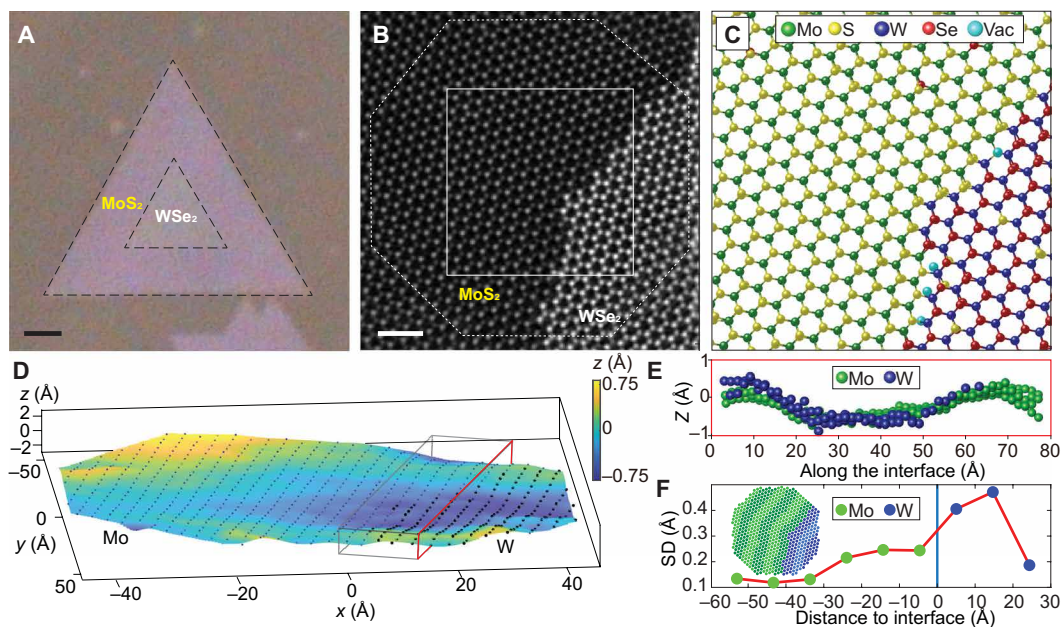 A
MoS₂
WSe₂
B
MoS₂
WSe₂
C
Mo S W Se Vac
D
z (Å)
2
0
−2
−50
0
50
y (Å)
Mo
W
−40
−20
0
20
40
x (Å)
z (Å)
0.75
0
−0.75
E
Mo W
Z (Å)
1
0
−1
0 10 20 30 40 50 60 70 80
Along the interface (Å)
F
Mo W
SD (Å)
0.4
0.3
0.2
0.1
−60 −50 −40 −30 −20 −10 0 10 20 30
Distance to interface (Å)